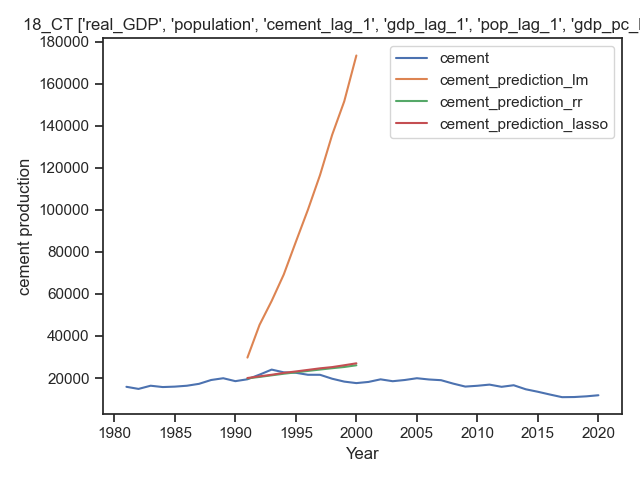 18_CT ['real_GDP', 'population', 'cement_lag_1', 'gdp_lag_1', 'pop_lag_1', 'gdp_pc_l
180000
160000
140000
120000
100000
80000
60000
40000
20000
cement production
cement
cement_prediction_lm
cement_prediction_rr
cement_prediction_lasso
1980 1985 1990 1995 2000 2005 2010 2015 2020
Year